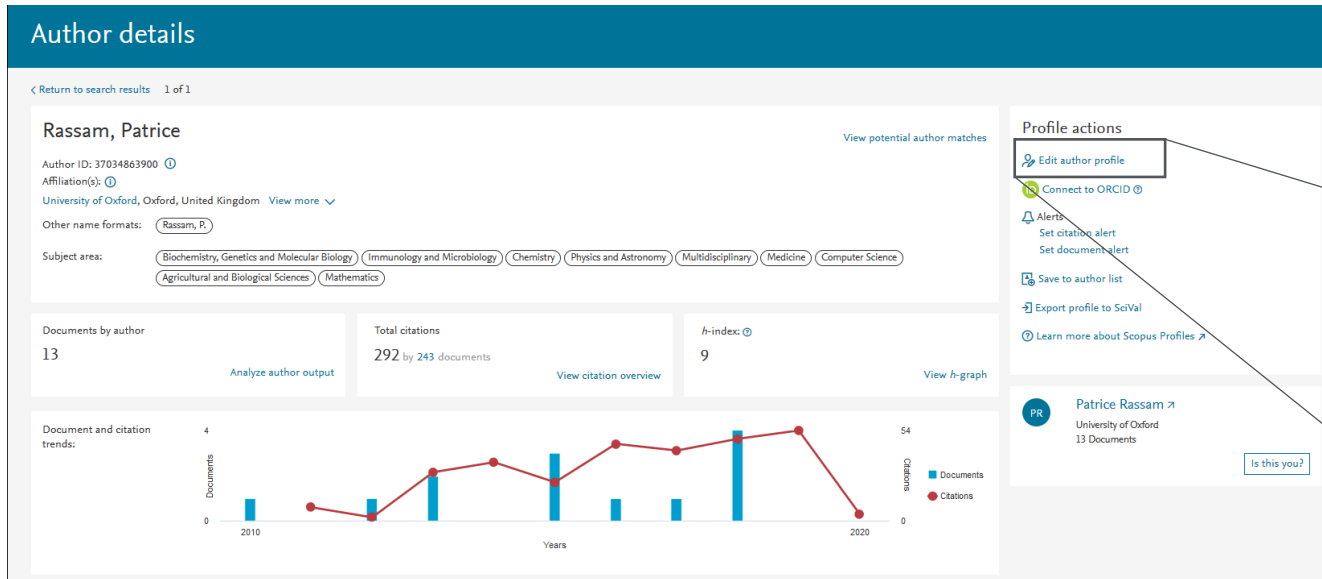 Author details
Return to search results 1 of 1
Rassam, Patrice
View potential author matches
Author ID: 37034863900
Affiliation(s):
University of Oxford, Oxford, United Kingdom View more
Other name formats: Rassam, P.
Subject area: Biochemistry, Genetics and Molecular Biology Immunology and Microbiology Chemistry Physics and Astronomy Multidisciplinary Medicine Computer Science
Agricultural and Biological Sciences Mathematics
Documents by author
13
Analyze author output
Total citations
292 by 243 documents
View citation overview
h-index:
9
View h-graph
Document and citation
trends:
4
Documents
0
2010
Years
2020
54
Citations
0
Documents
Citations
Profile actions
Edit author profile
iD Connect to ORCID
Alerts
Set citation alert
Set document alert
Save to author list
Export profile to SciVal
Learn more about Scopus Profiles
PR
Patrice Rassam
University of Oxford
13 Documents
Is this you?